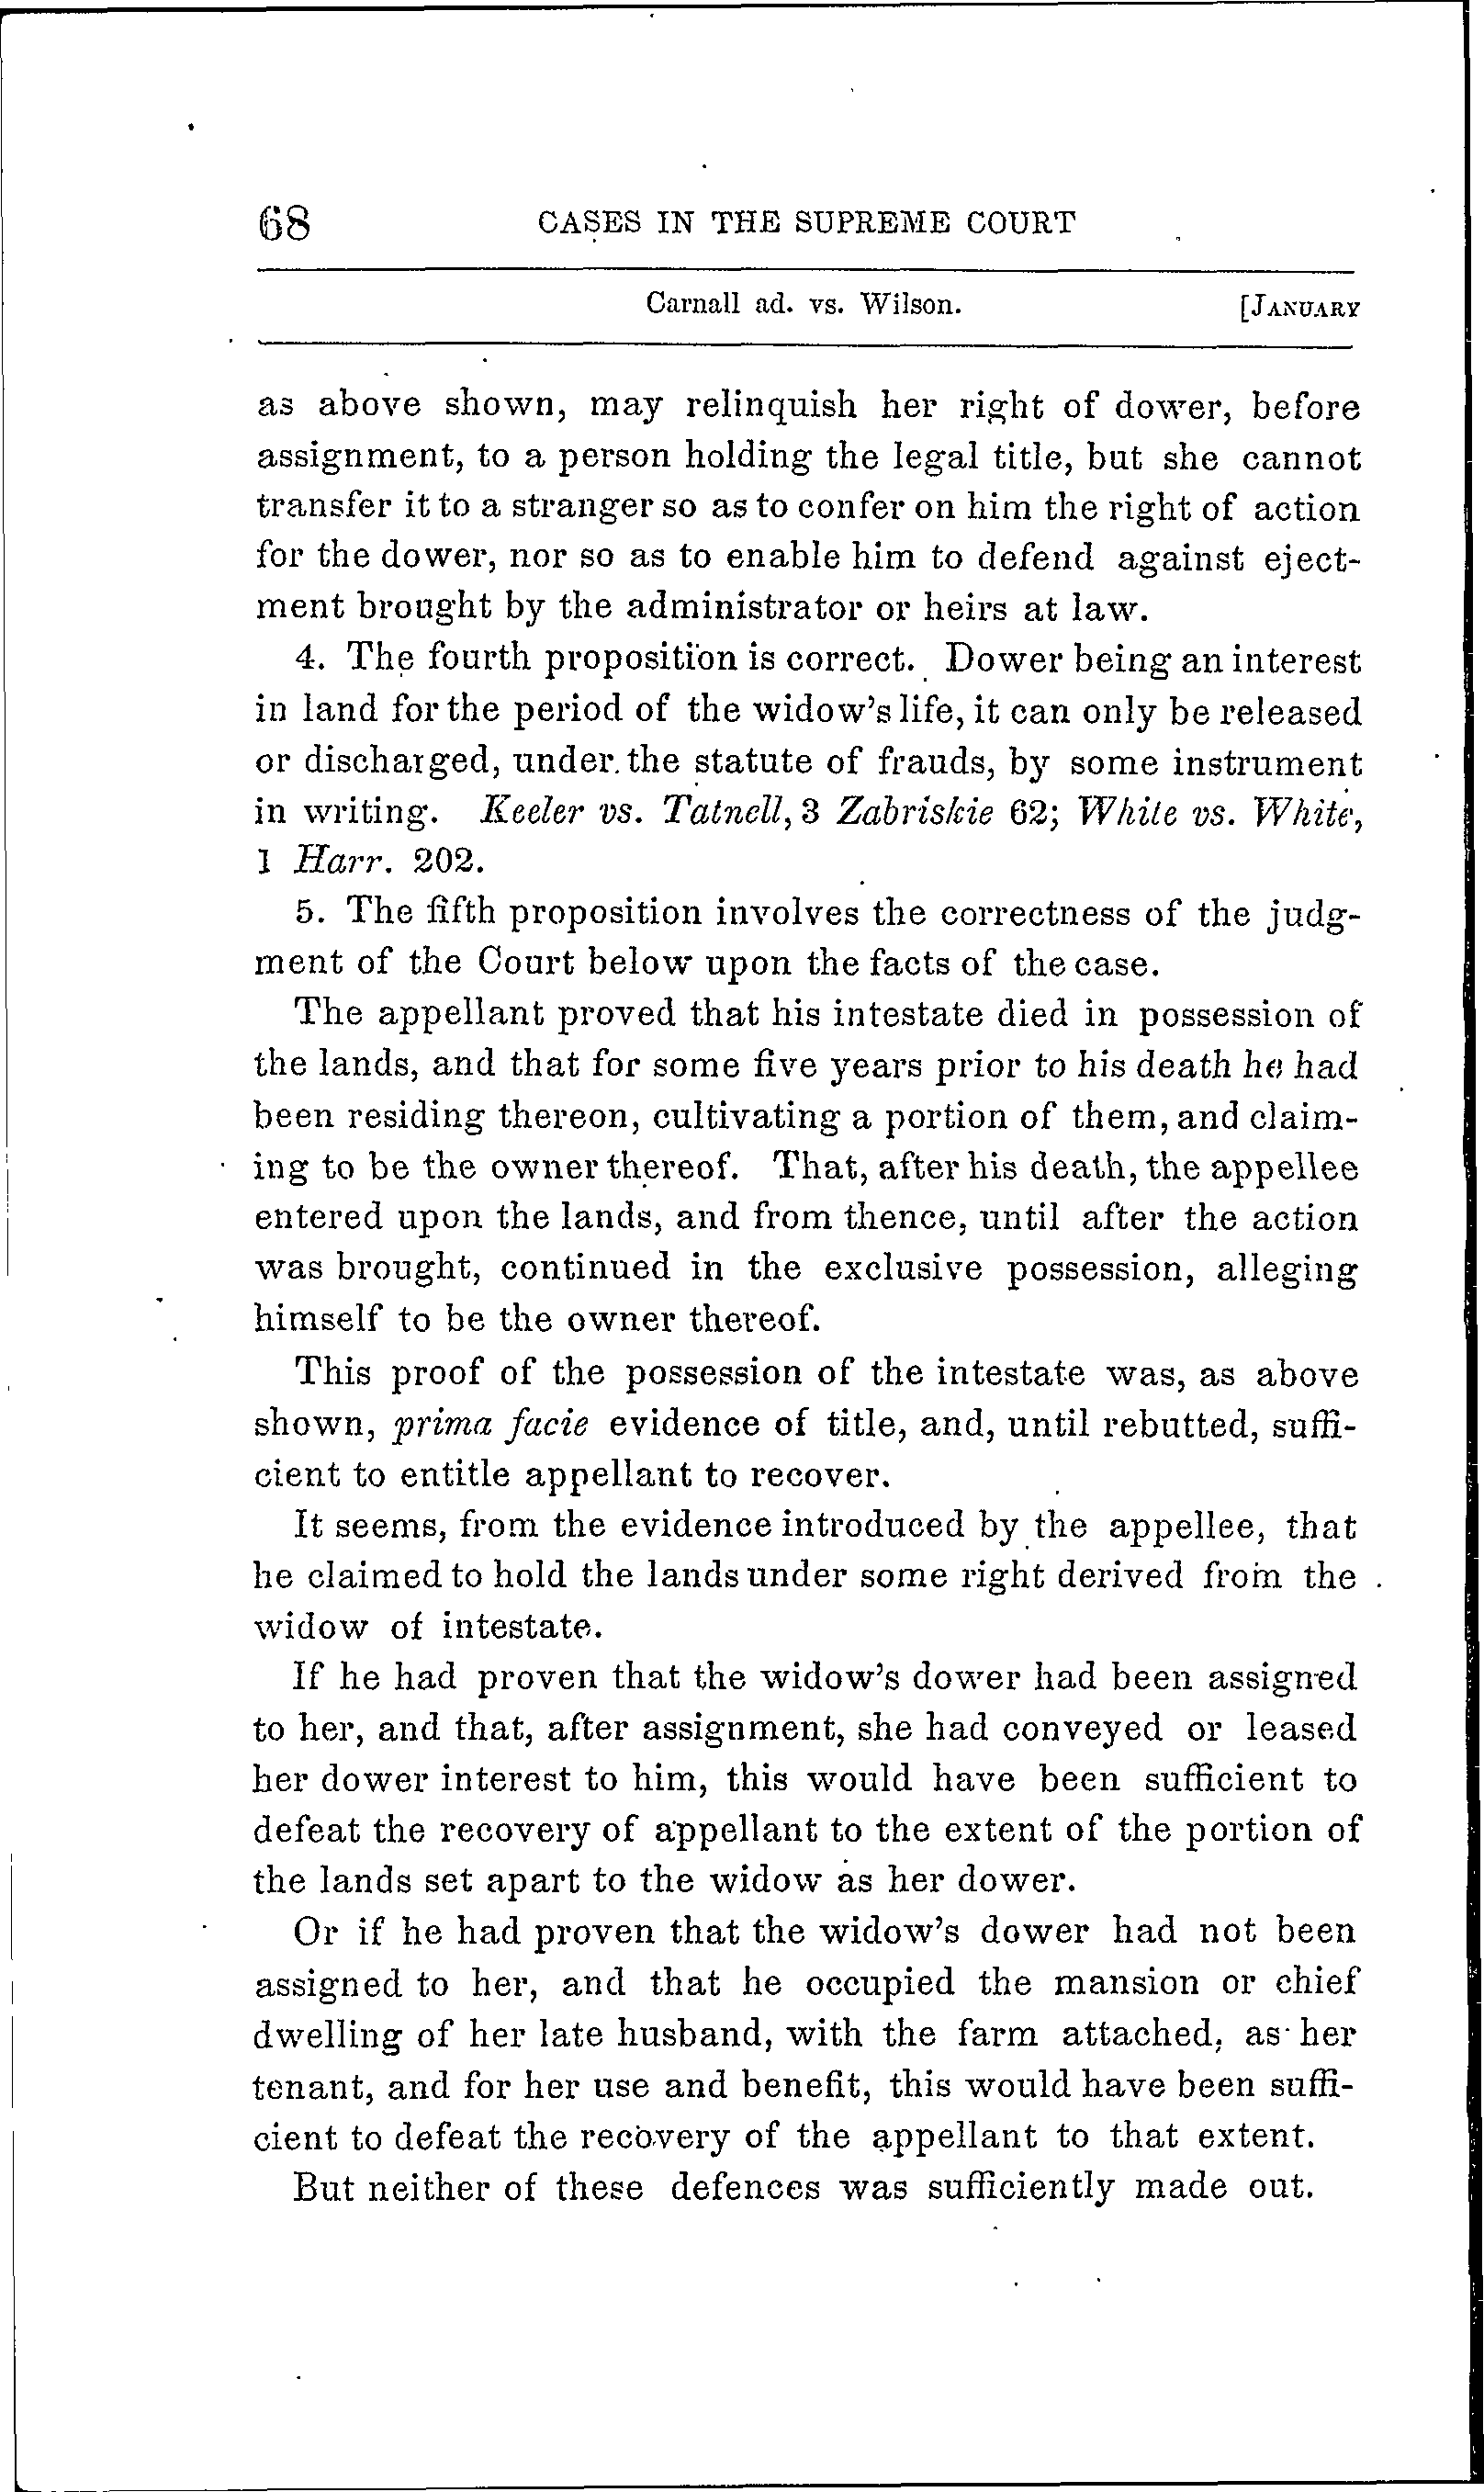 68 CASES IN THE SUPREME COURT
Carnall ad. vs. Wilson. [JANUARY
as above shown, may relinquish her right of dower, before
assignment, to a person holding the legal title, but she cannot
transfer it to a stranger so as to confer on him the right of action
for the dower, nor so as to enable him to defend against eject-
ment brought by the administrator or heirs at law.
4. The fourth proposition is correct. Dower being an interest
in land for the period of the widow's life, it can only be released
or discharged, under the statute of frauds, by some instrument
in writing. Keeler vs. Tatnell, 3 Zabriskie 62; White vs. White,
1 Harr. 202.
5. The fifth proposition involves the correctness of the judg-
ment of the Court below upon the facts of the case.
The appellant proved that his intestate died in possession of
the lands, and that for some five years prior to his death he had
been residing thereon, cultivating a portion of them, and claim-
ing to be the owner thereof. That, after his death, the appellee
entered upon the lands, and from thence, until after the action
was brought, continued in the exclusive possession, alleging
himself to be the owner thereof.
This proof of the possession of the intestate was, as above
shown, prima facie evidence of title, and, until rebutted, suffi-
cient to entitle appellant to recover.
It seems, from the evidence introduced by the appellee, that
he claimed to hold the lands under some right derived from the
widow of intestate.
If he had proven that the widow's dower had been assigned
to her, and that, after assignment, she had conveyed or leased
her dower interest to him, this would have been sufficient to
defeat the recovery of appellant to the extent of the portion of
the lands set apart to the widow as her dower.
Or if he had proven that the widow's dower had not been
assigned to her, and that he occupied the mansion or chief
dwelling of her late husband, with the farm attached, as her
tenant, and for her use and benefit, this would have been suffi-
cient to defeat the recovery of the appellant to that extent.
But neither of these defences was sufficiently made out.